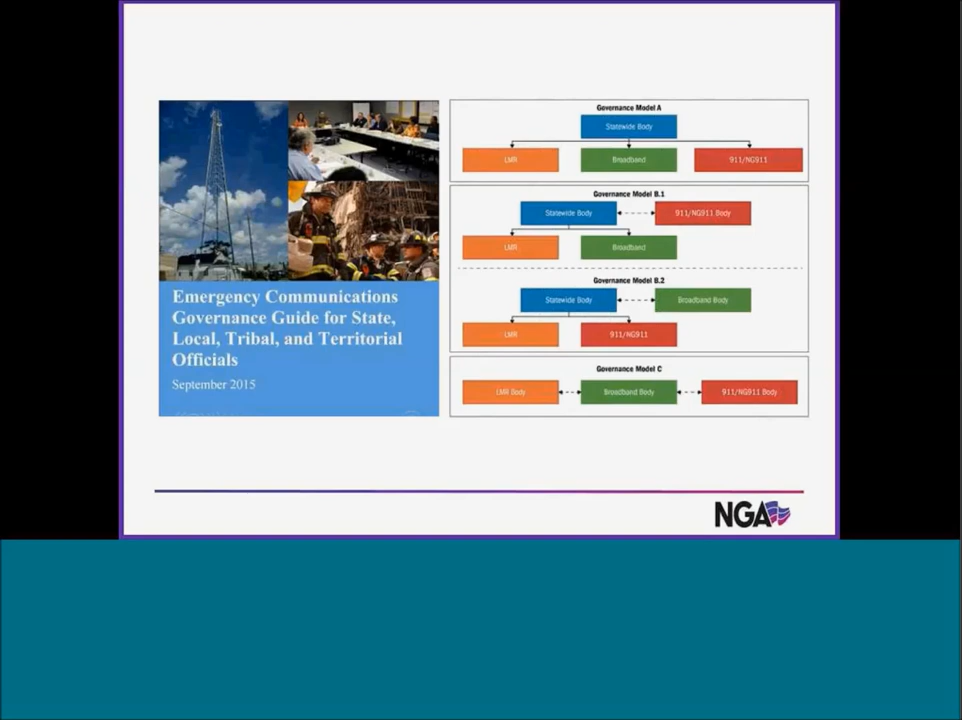 Emergency Communications
Governance Guide for State,
Local, Tribal, and Territorial
Officials
September 2015
Governance Model A
Statewide Body
LMR Broadband 911/NG911
Governance Model B.1
Statewide Body 911/NG911 Body
LMR Broadband
Governance Model B.2
Statewide Body Broadband Body
LMR 911/NG911
Governance Model C
LMR Body Broadband Body 911/NG911 Body
NGA